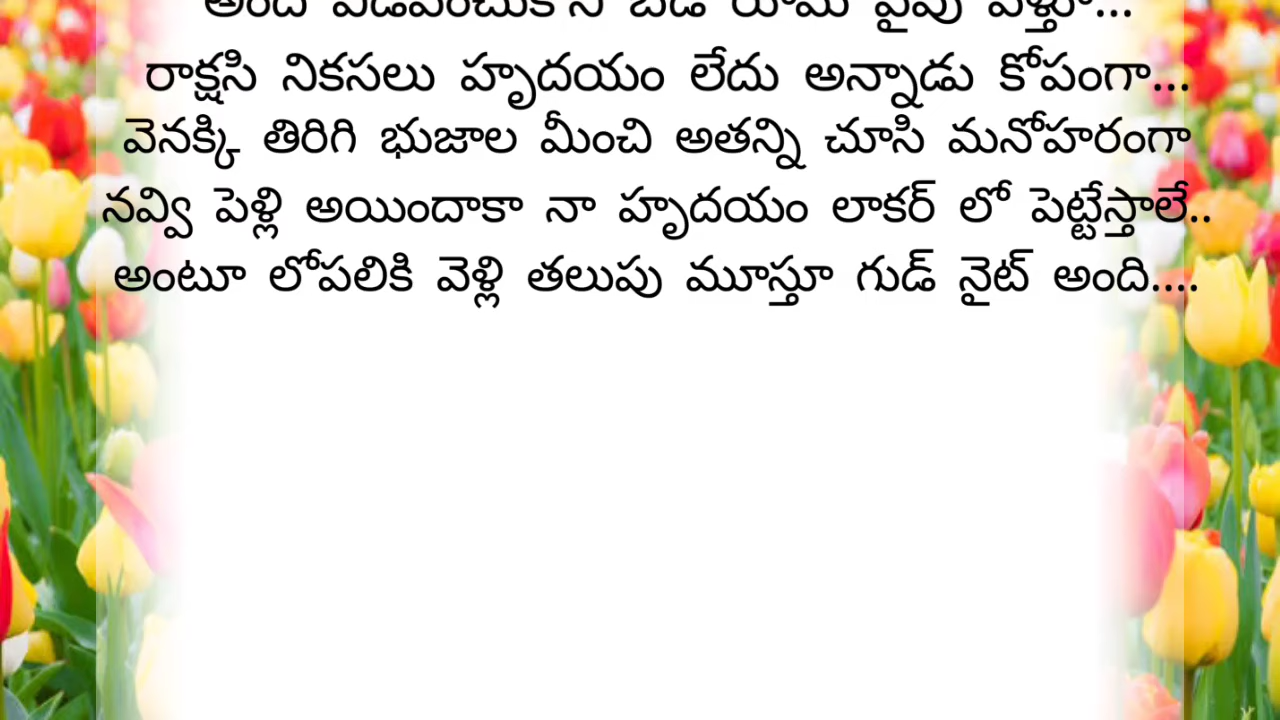 అంది విడిపించుకొని బెడ్ రూమ్ వైపు వెళ్తూ...
రాక్షసి నికసలు హృదయం లేదు అన్నాడు కోపంగా...
వెనక్కి తిరిగి భుజాల మీంచి అతన్ని చూసి మనోహరంగా
నవ్వి పెళ్లి అయిందాకా నా హృదయం లాకర్ లో పెట్టేస్తాలే..
అంటూ లోపలికి వెళ్లి తలుపు మూస్తూ గుడ్ నైట్ అంది....